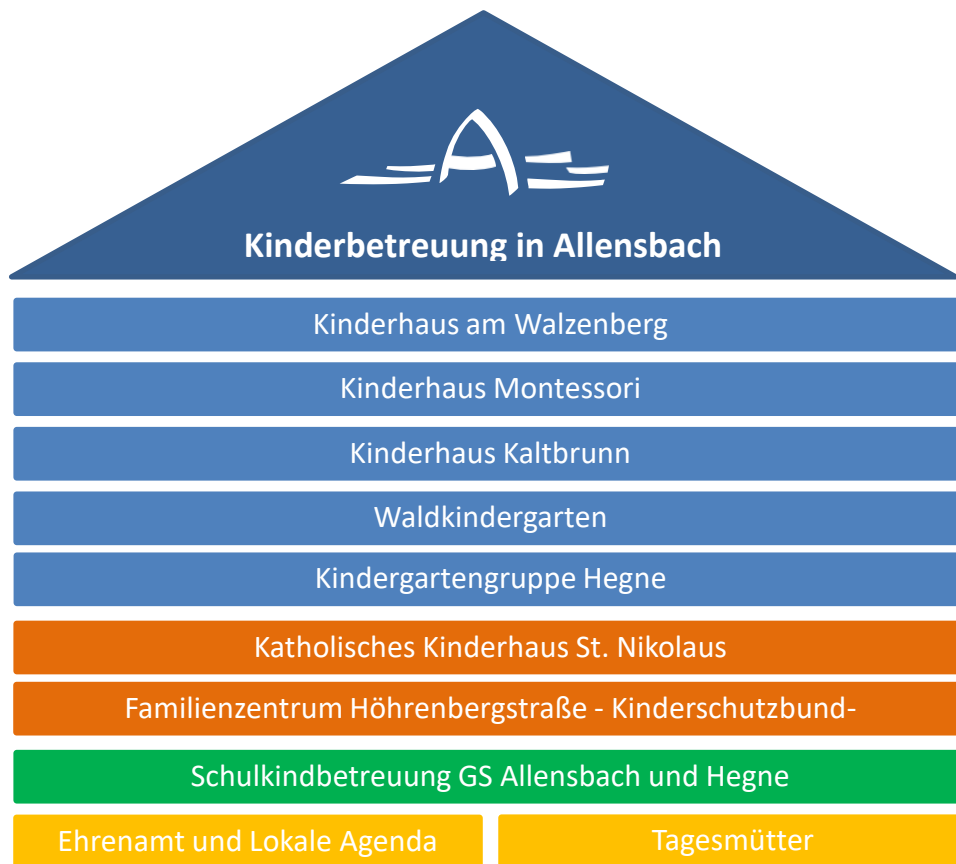 Kinderbetreuung in Allensbach
Kinderhaus am Walzenberg
Kinderhaus Montessori
Kinderhaus Kaltbrunn
Waldkindergarten
Kindergartengruppe Hegne
Katholisches Kinderhaus St. Nikolaus
Familienzentrum Höhrenbergstraße - Kinderschutzbund-
Schulkindbetreuung GS Allensbach und Hegne
Ehrenamt und Lokale Agenda
Tagesmütter